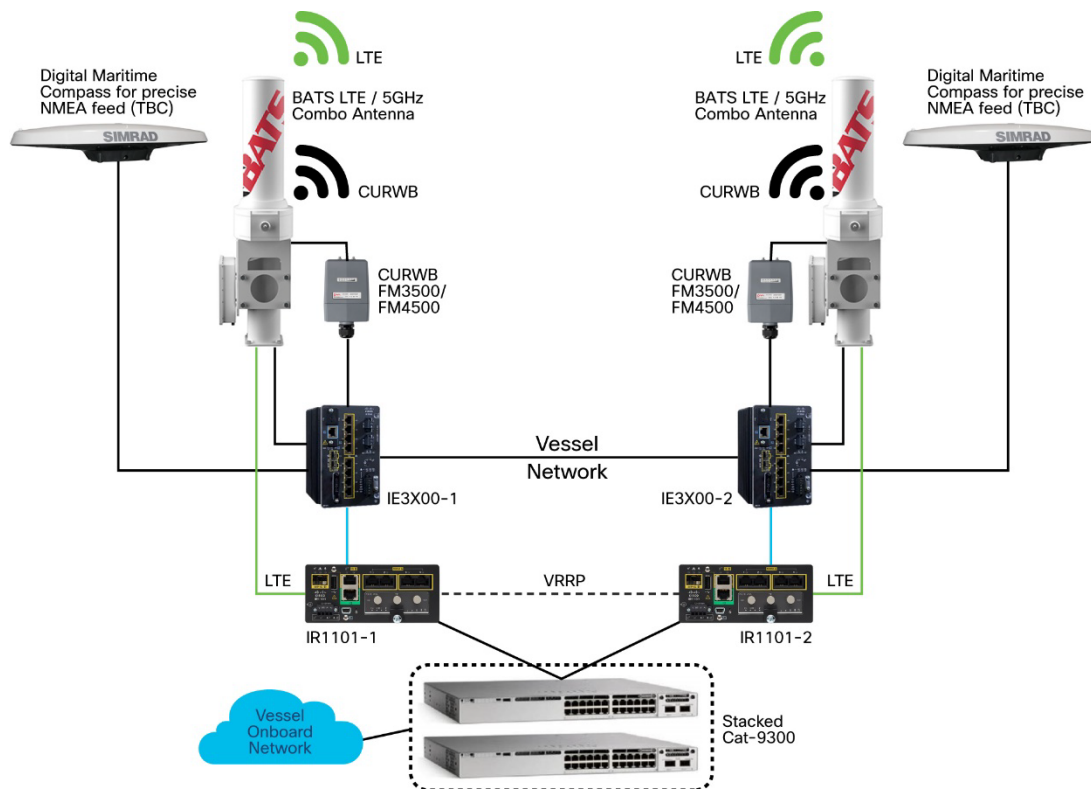 LTE
LTE
Digital Maritime
Compass for precise
NMEA feed (TBC)
SIMRAD
BATS LTE / 5GHz
Combo Antenna
BATS
BATS LTE / 5GHz
Combo Antenna
BATS
Digital Maritime
Compass for precise
NMEA feed (TBC)
SIMRAD
CURWB
CURWB
CURWB
FM3500/
FM4500
CURWB
FM3500/
FM4500
Vessel
Network
IE3X00-1
IE3X00-2
LTE
VRRP
LTE
IR1101-1
IR1101-2
Vessel
Onboard
Network
Stacked
Cat-9300